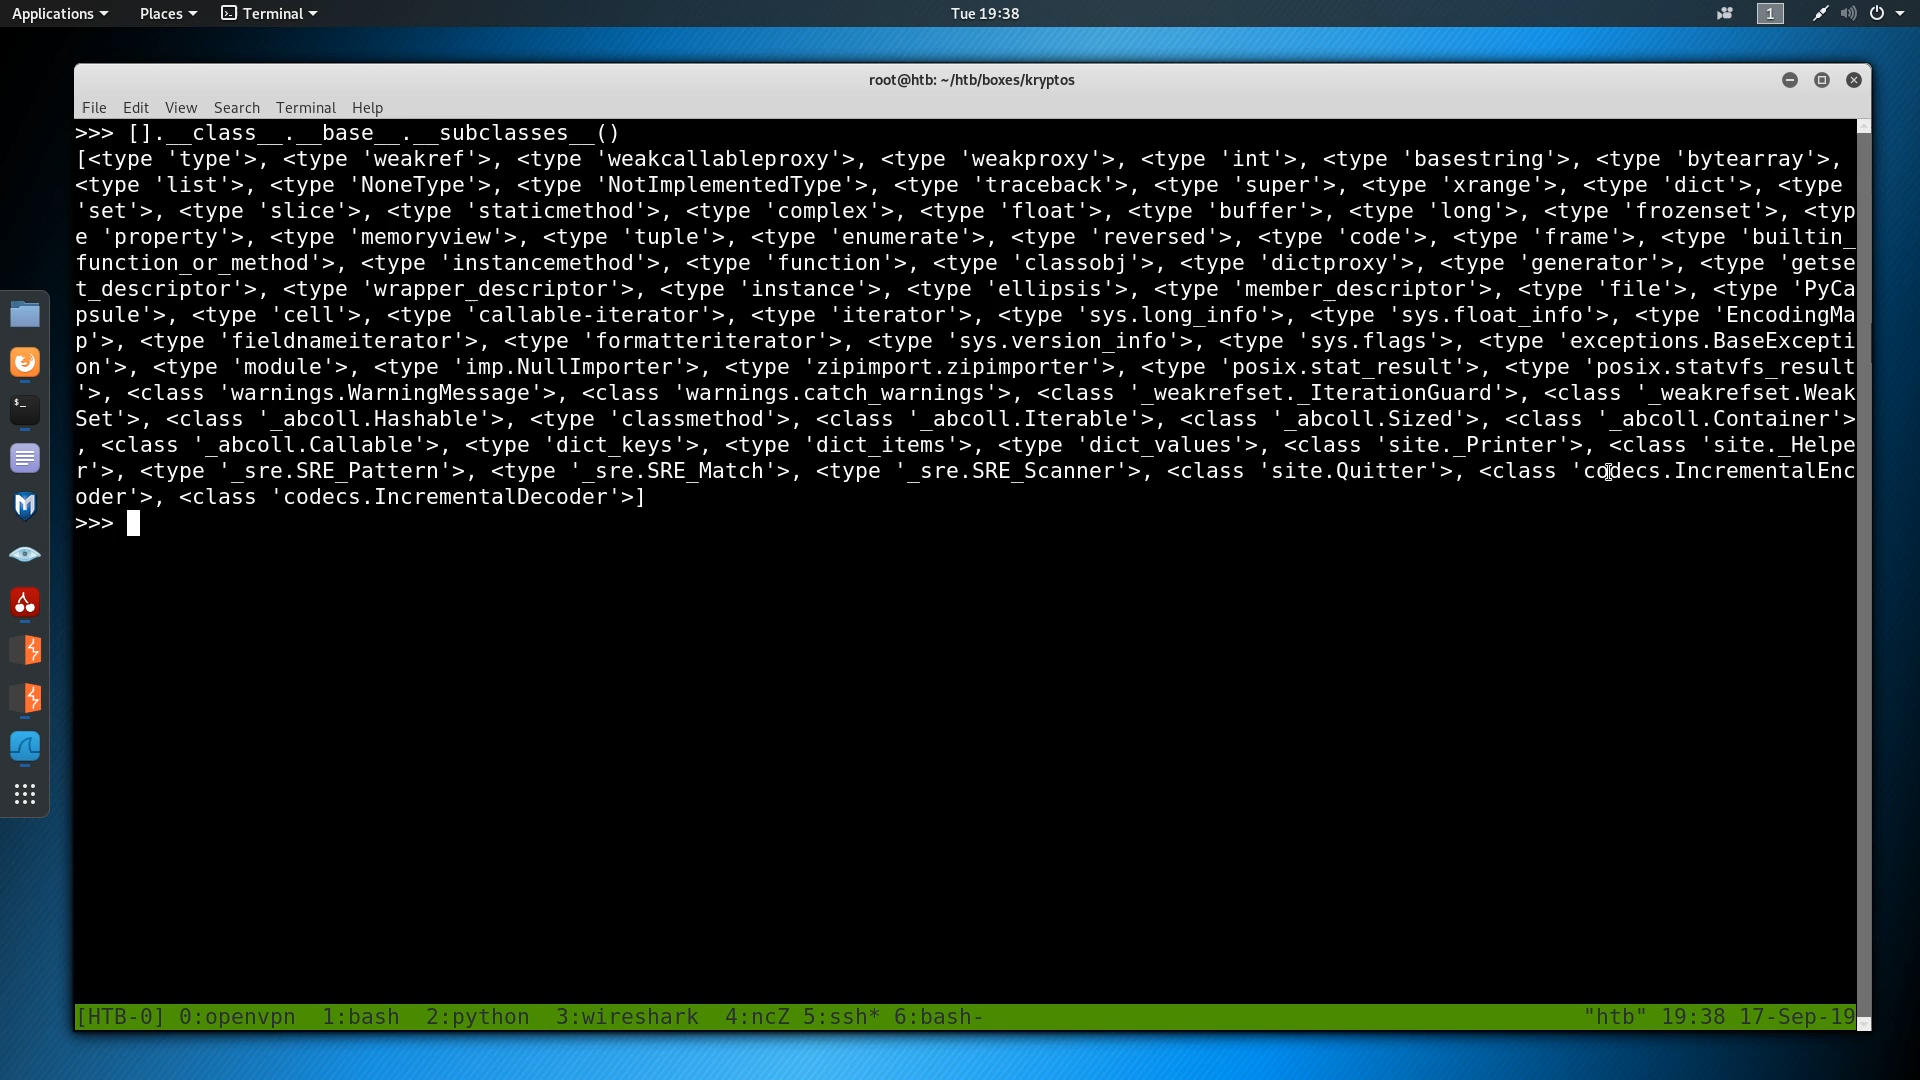 Applications Places Terminal Tue 19:38 1
root@htb: ~/htb/boxes/kryptos
File Edit View Search Terminal Help
>>> [].__class__.__base__.__subclasses__()
[<type 'type'>, <type 'weakref'>, <type 'weakcallableproxy'>, <type 'weakproxy'>, <type 'int'>, <type 'basestring'>, <type 'bytearray'>,
<type 'list'>, <type 'NoneType'>, <type 'NotImplementedType'>, <type 'traceback'>, <type 'super'>, <type 'xrange'>, <type 'dict'>, <type
'set'>, <type 'slice'>, <type 'staticmethod'>, <type 'complex'>, <type 'float'>, <type 'buffer'>, <type 'long'>, <type 'frozenset'>, <typ
e 'property'>, <type 'memoryview'>, <type 'tuple'>, <type 'enumerate'>, <type 'reversed'>, <type 'code'>, <type 'frame'>, <type 'builtin_
function_or_method'>, <type 'instancemethod'>, <type 'function'>, <type 'classobj'>, <type 'dictproxy'>, <type 'generator'>, <type 'getse
t_descriptor'>, <type 'wrapper_descriptor'>, <type 'instance'>, <type 'ellipsis'>, <type 'member_descriptor'>, <type 'file'>, <type 'PyCa
psule'>, <type 'cell'>, <type 'callable-iterator'>, <type 'iterator'>, <type 'sys.long_info'>, <type 'sys.float_info'>, <type 'EncodingMa
p'>, <type 'fieldnameiterator'>, <type 'formatteriterator'>, <type 'sys.version_info'>, <type 'sys.flags'>, <type 'exceptions.BaseExcepti
on'>, <type 'module'>, <type 'imp.NullImporter'>, <type 'zipimport.zipimporter'>, <type 'posix.stat_result'>, <type 'posix.statvfs_result
'>, <class 'warnings.WarningMessage'>, <class 'warnings.catch_warnings'>, <class '_weakrefset._IterationGuard'>, <class '_weakrefset.Weak
Set'>, <class '_abcoll.Hashable'>, <type 'classmethod'>, <class '_abcoll.Iterable'>, <class '_abcoll.Sized'>, <class '_abcoll.Container'>
, <class '_abcoll.Callable'>, <type 'dict_keys'>, <type 'dict_items'>, <type 'dict_values'>, <class 'site._Printer'>, <class 'site._Helpe
r'>, <type '_sre.SRE_Pattern'>, <type '_sre.SRE_Match'>, <type '_sre.SRE_Scanner'>, <class 'site.Quitter'>, <class 'codecs.IncrementalEnc
oder'>, <class 'codecs.IncrementalDecoder'>]
>>>
[HTB-0] 0:openvpn 1:bash 2:python 3:wireshark 4:ncZ 5:ssh* 6:bash- "htb" 19:38 17-Sep-19